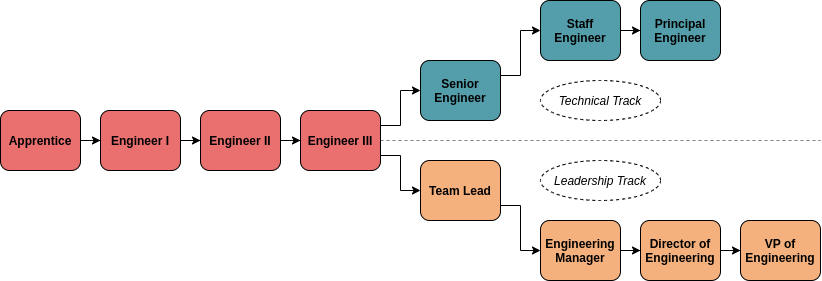 Staff
Engineer
Principal
Engineer
Senior
Engineer
Technical Track
Apprentice
Engineer I
Engineer II
Engineer III
Team Lead
Leadership Track
Engineering
Manager
Director of
Engineering
VP of
Engineering